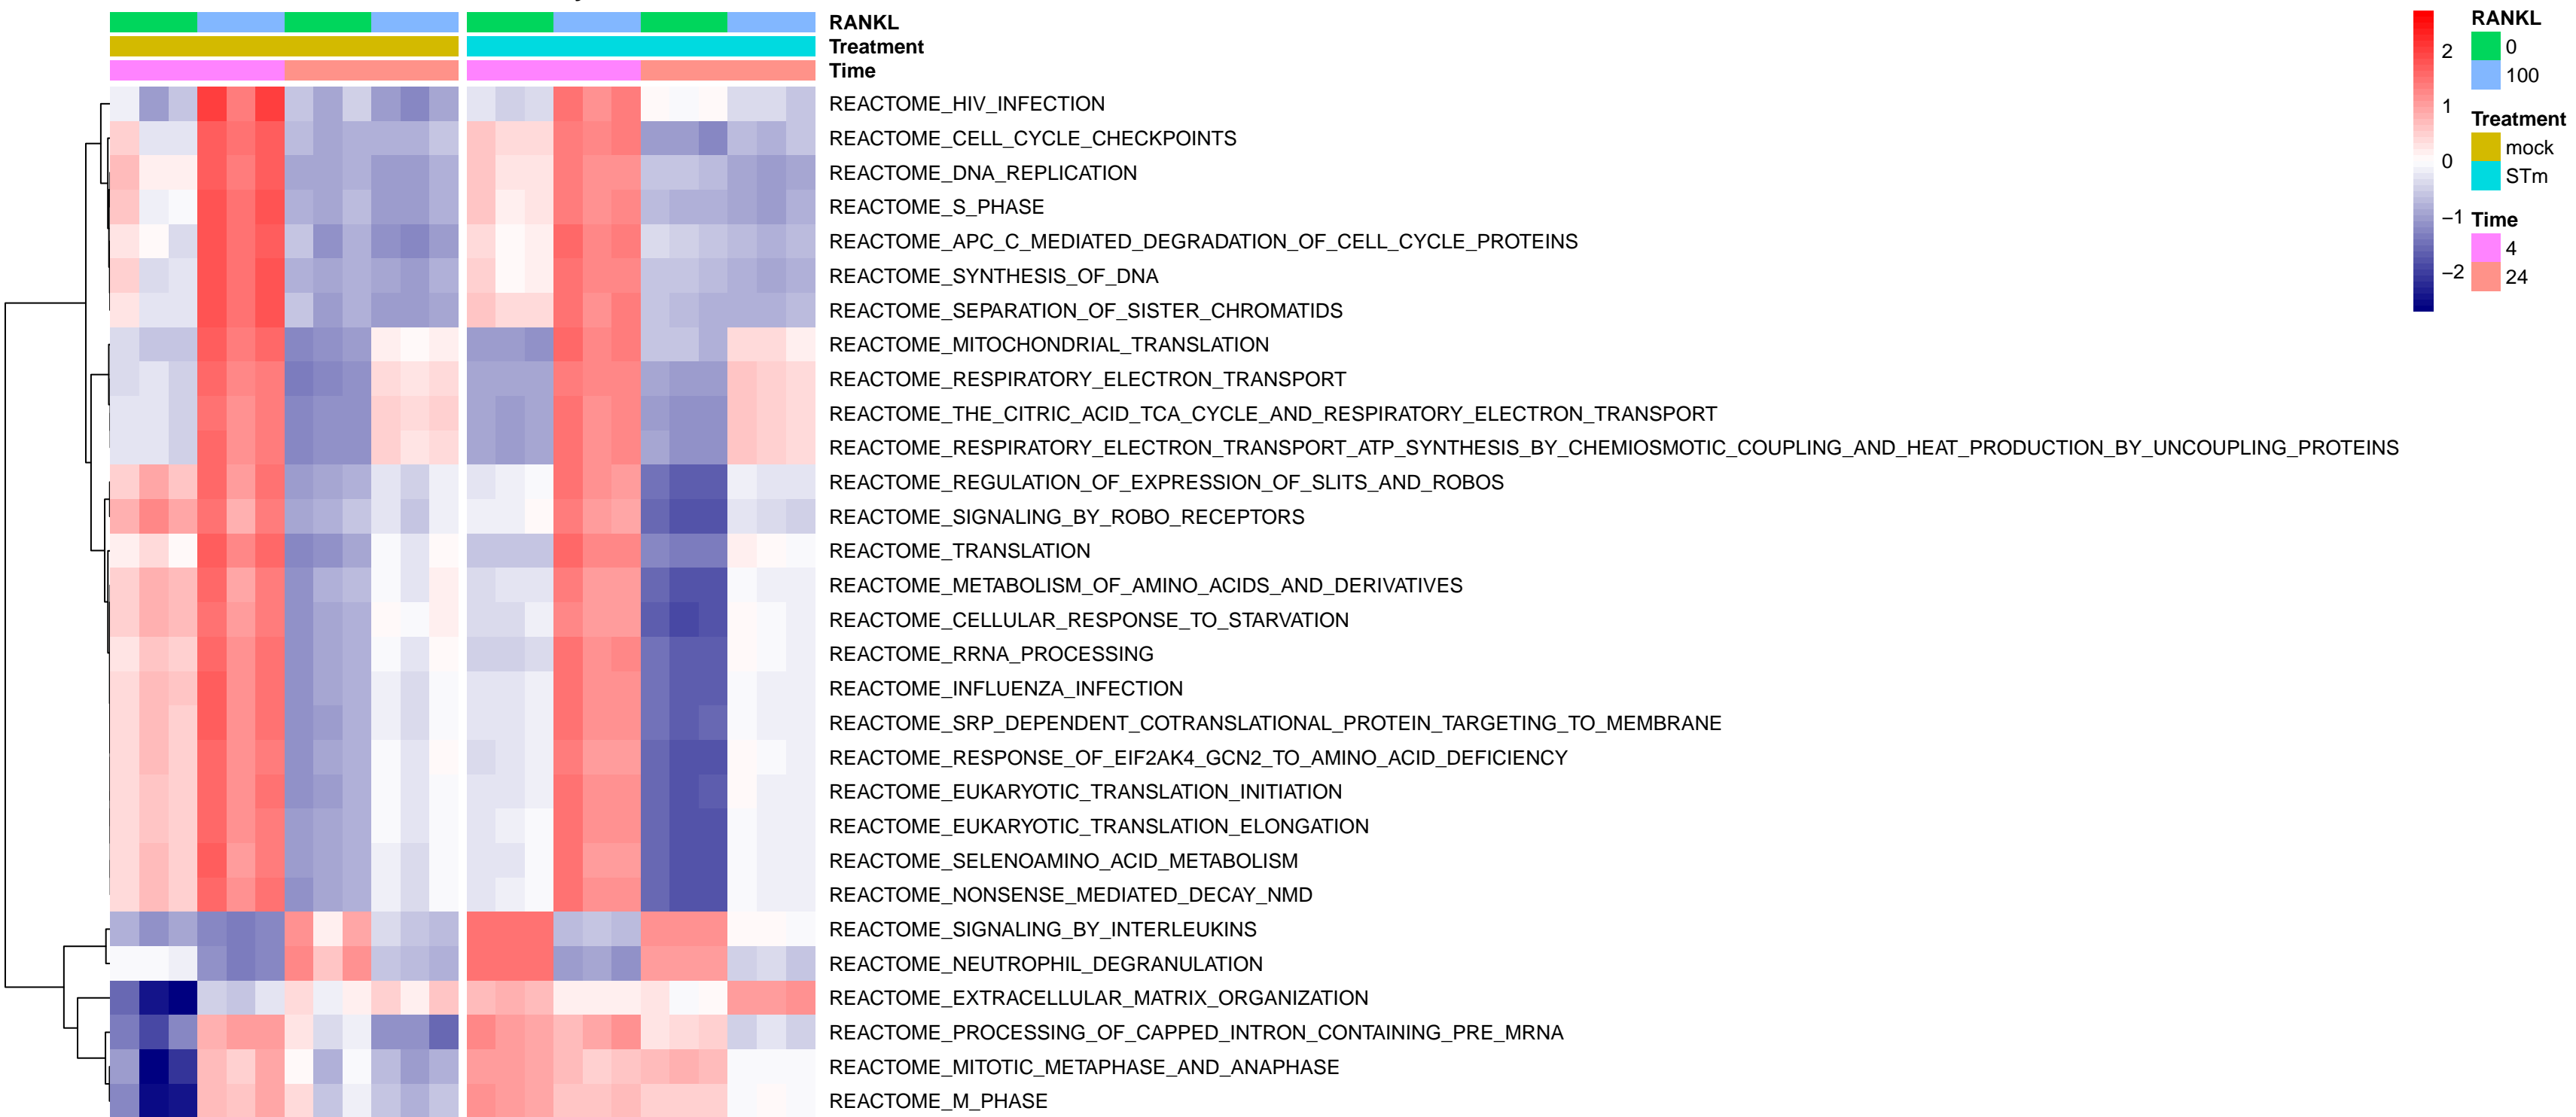 RANKL
Treatment
Time
REACTOME_HIV_INFECTION
REACTOME_CELL_CYCLE_CHECKPOINTS
REACTOME_DNA_REPLICATION
REACTOME_S_PHASE
REACTOME_APC_C_MEDIATED_DEGRADATION_OF_CELL_CYCLE_PROTEINS
REACTOME_SYNTHESIS_OF_DNA
REACTOME_SEPARATION_OF_SISTER_CHROMATIDS
REACTOME_MITOCHONDRIAL_TRANSLATION
REACTOME_RESPIRATORY_ELECTRON_TRANSPORT
REACTOME_THE_CITRIC_ACID_TCA_CYCLE_AND_RESPIRATORY_ELECTRON_TRANSPORT
REACTOME_RESPIRATORY_ELECTRON_TRANSPORT_ATP_SYNTHESIS_BY_CHEMIOSMOTIC_COUPLING_AND_HEAT_PRODUCTION_BY_UNCOUPLING_PROTEINS
REACTOME_REGULATION_OF_EXPRESSION_OF_SLITS_AND_ROBOS
REACTOME_SIGNALING_BY_ROBO_RECEPTORS
REACTOME_TRANSLATION
REACTOME_METABOLISM_OF_AMINO_ACIDS_AND_DERIVATIVES
REACTOME_CELLULAR_RESPONSE_TO_STARVATION
REACTOME_RRNA_PROCESSING
REACTOME_INFLUENZA_INFECTION
REACTOME_SRP_DEPENDENT_COTRANSLATIONAL_PROTEIN_TARGETING_TO_MEMBRANE
REACTOME_RESPONSE_OF_EIF2AK4_GCN2_TO_AMINO_ACID_DEFICIENCY
REACTOME_EUKARYOTIC_TRANSLATION_INITIATION
REACTOME_EUKARYOTIC_TRANSLATION_ELONGATION
REACTOME_SELENOAMINO_ACID_METABOLISM
REACTOME_NONSENSE_MEDIATED_DECAY_NMD
REACTOME_SIGNALING_BY_INTERLEUKINS
REACTOME_NEUTROPHIL_DEGRANULATION
REACTOME_EXTRACELLULAR_MATRIX_ORGANIZATION
REACTOME_PROCESSING_OF_CAPPED_INTRON_CONTAINING_PRE_MRNA
REACTOME_MITOTIC_METAPHASE_AND_ANAPHASE
REACTOME_M_PHASE
2
1
0
−1
−2
RANKL
0
100
Treatment
mock
STm
Time
4
24